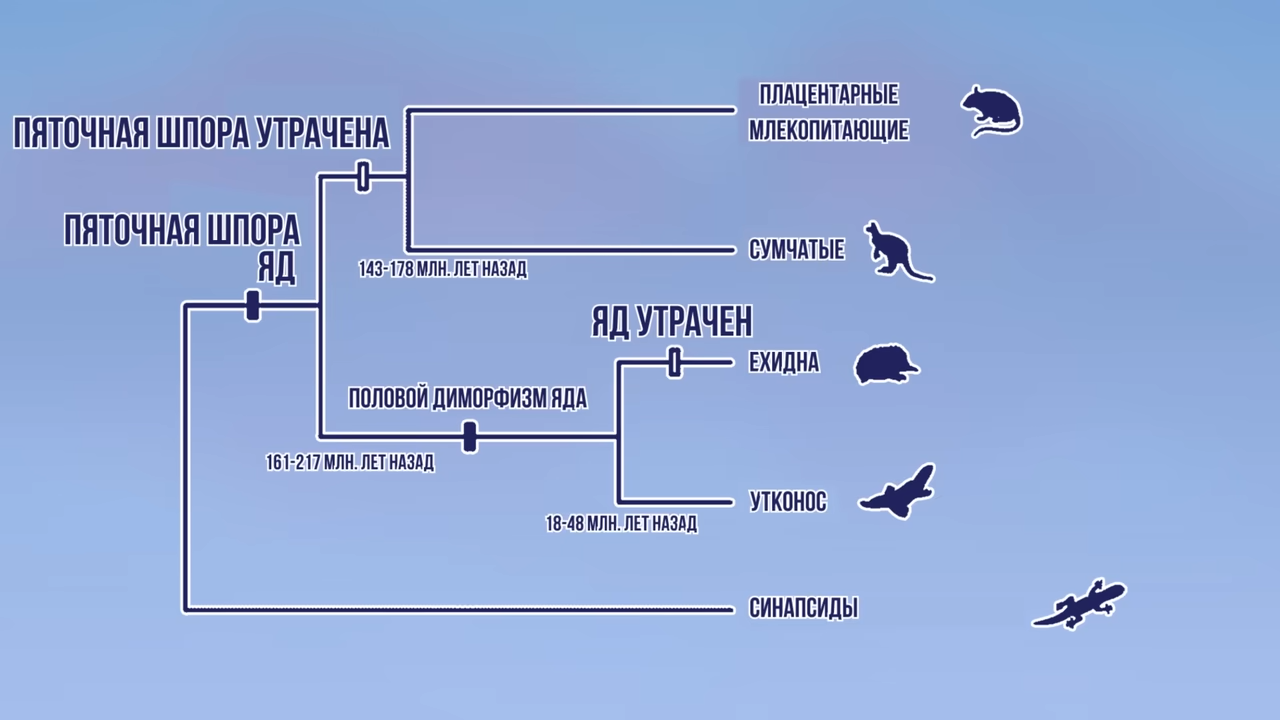 ПЛАЦЕНТАРНЫЕ
МЛЕКОПИТАЮЩИЕ
ПЯТОЧНАЯ ШПОРА УТРАЧЕНА
ПЯТОЧНАЯ ШПОРА
ЯД
СУМЧАТЫЕ
143-178 МЛН. ЛЕТ НАЗАД
ЯД УТРАЧЕН
ЕХИДНА
ПОЛОВОЙ ДИМОРФИЗМ ЯДА
161-217 МЛН. ЛЕТ НАЗАД
УТКОНОС
18-48 МЛН. ЛЕТ НАЗАД
СИНАПСИДЫ